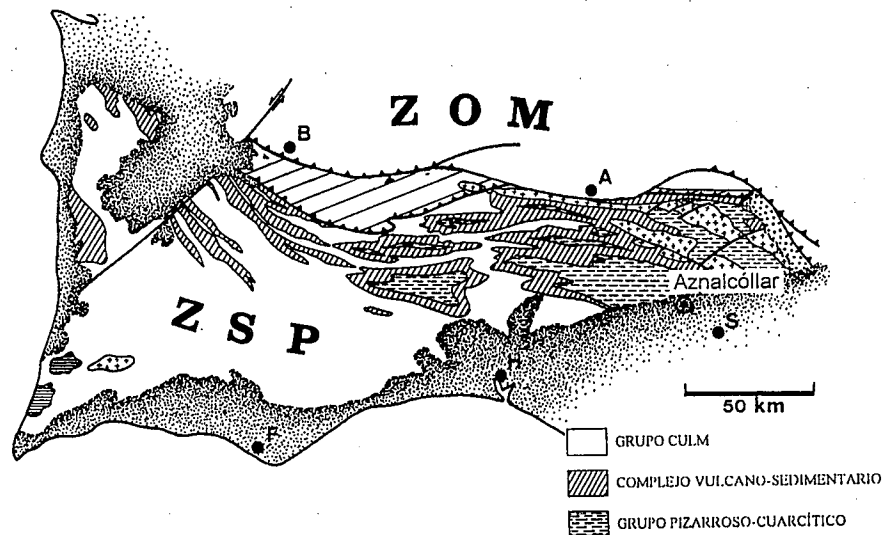 Z O M
B
A
Z S P
Aznalcóllar
S
H
F
50 km
GRUPO CULM
COMPLEJO VULCANO-SEDIMENTARIO
GRUPO PIZARROSO-CUARCÍTICO